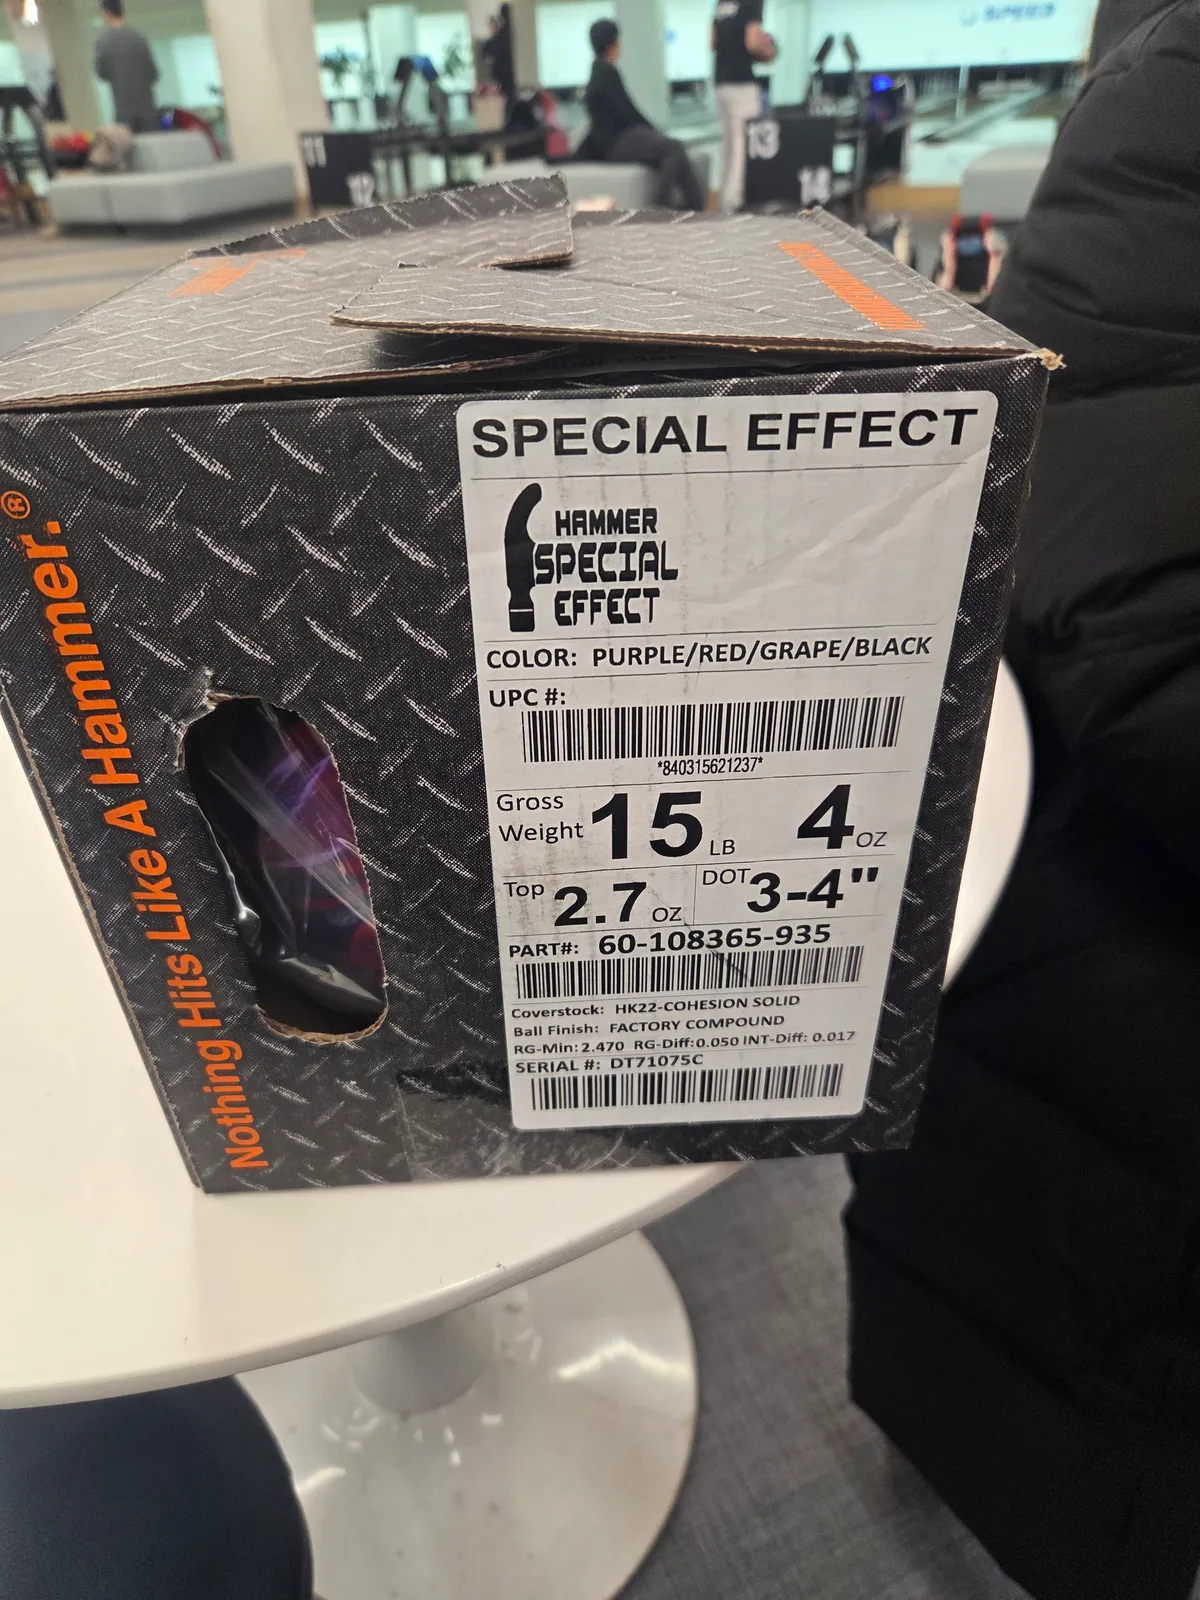 SPEED
11
12
13
14
Nothing Hits Like A Hammer.®
SPECIAL EFFECT
HAMMER
SPECIAL
EFFECT
COLOR: PURPLE/RED/GRAPE/BLACK
UPC #:
*840315621237*
Gross Weight 15 LB 4 OZ
Top 2.7 OZ DOT 3-4"
PART#: 60-108365-935
Coverstock: HK22-COHESION SOLID
Ball Finish: FACTORY COMPOUND
RG-Min: 2.470 RG-Diff: 0.050 INT-Diff: 0.017
SERIAL #: DT71075C